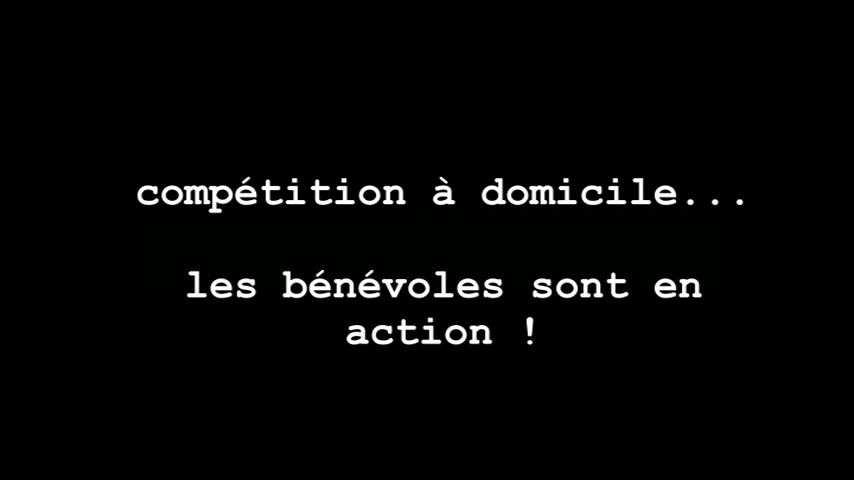 compétition à domicile...
les bénévoles sont en
action !